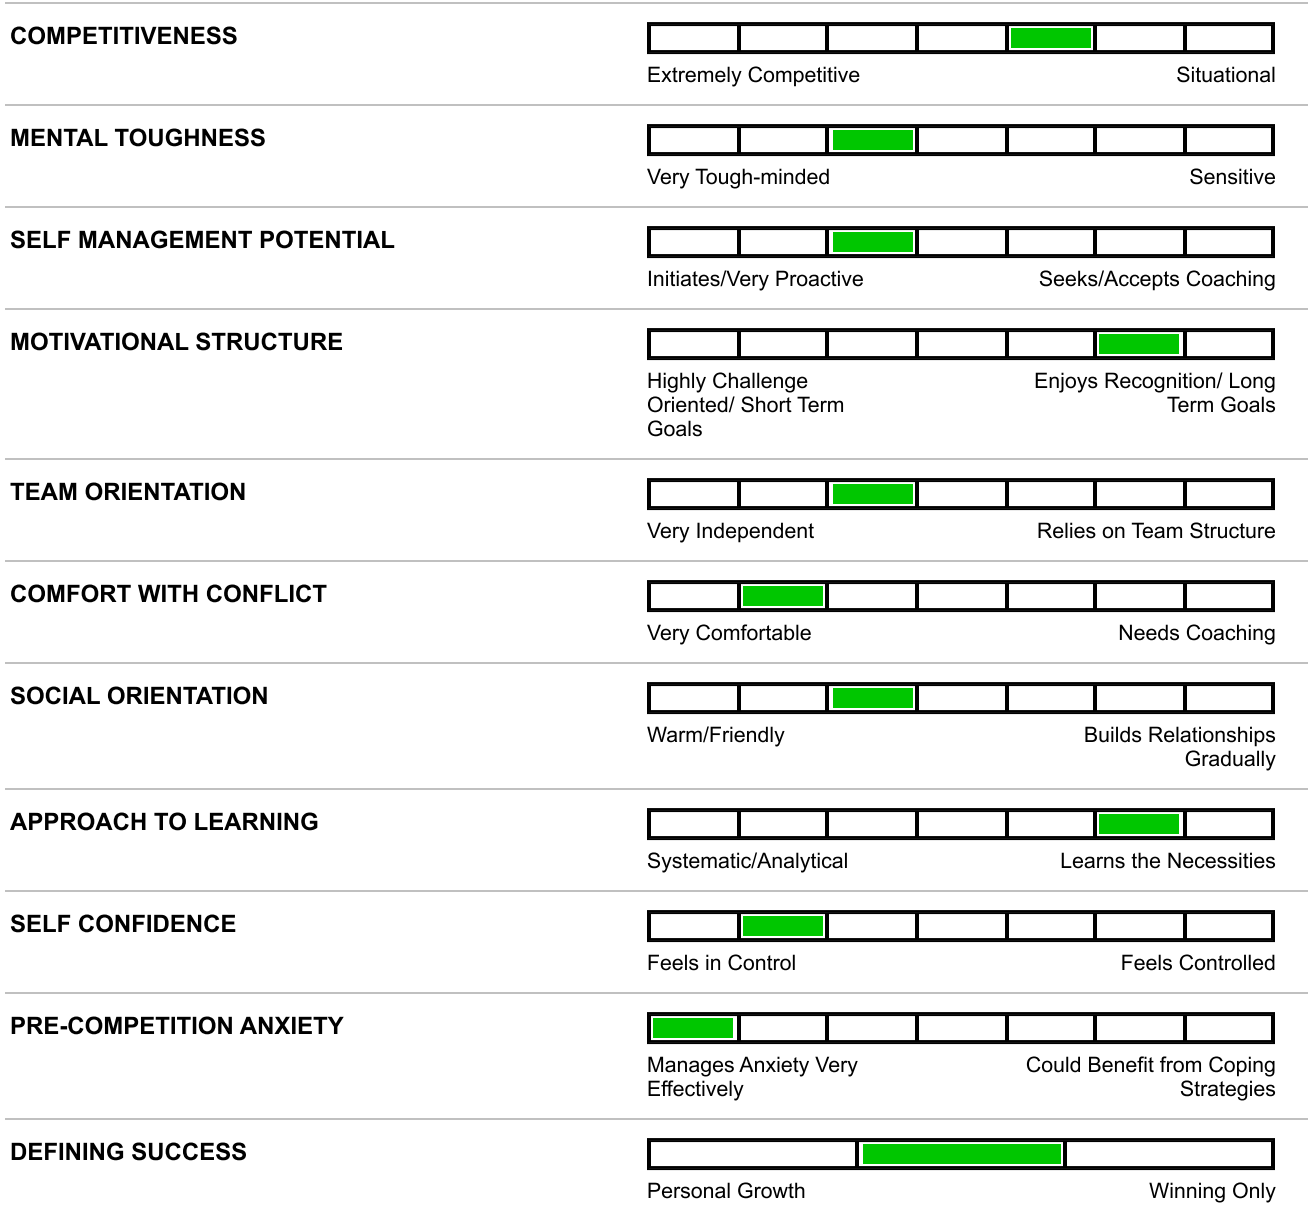 COMPETITIVENESS
Extremely Competitive
Situational
MENTAL TOUGHNESS
Very Tough-minded
Sensitive
SELF MANAGEMENT POTENTIAL
Initiates/Very Proactive
Seeks/Accepts Coaching
MOTIVATIONAL STRUCTURE
Highly Challenge
Oriented/ Short Term
Goals
Enjoys Recognition/ Long
Term Goals
TEAM ORIENTATION
Very Independent
Relies on Team Structure
COMFORT WITH CONFLICT
Very Comfortable
Needs Coaching
SOCIAL ORIENTATION
Warm/Friendly
Builds Relationships
Gradually
APPROACH TO LEARNING
Systematic/Analytical
Learns the Necessities
SELF CONFIDENCE
Feels in Control
Feels Controlled
PRE-COMPETITION ANXIETY
Manages Anxiety Very
Effectively
Could Benefit from Coping
Strategies
DEFINING SUCCESS
Personal Growth
Winning Only